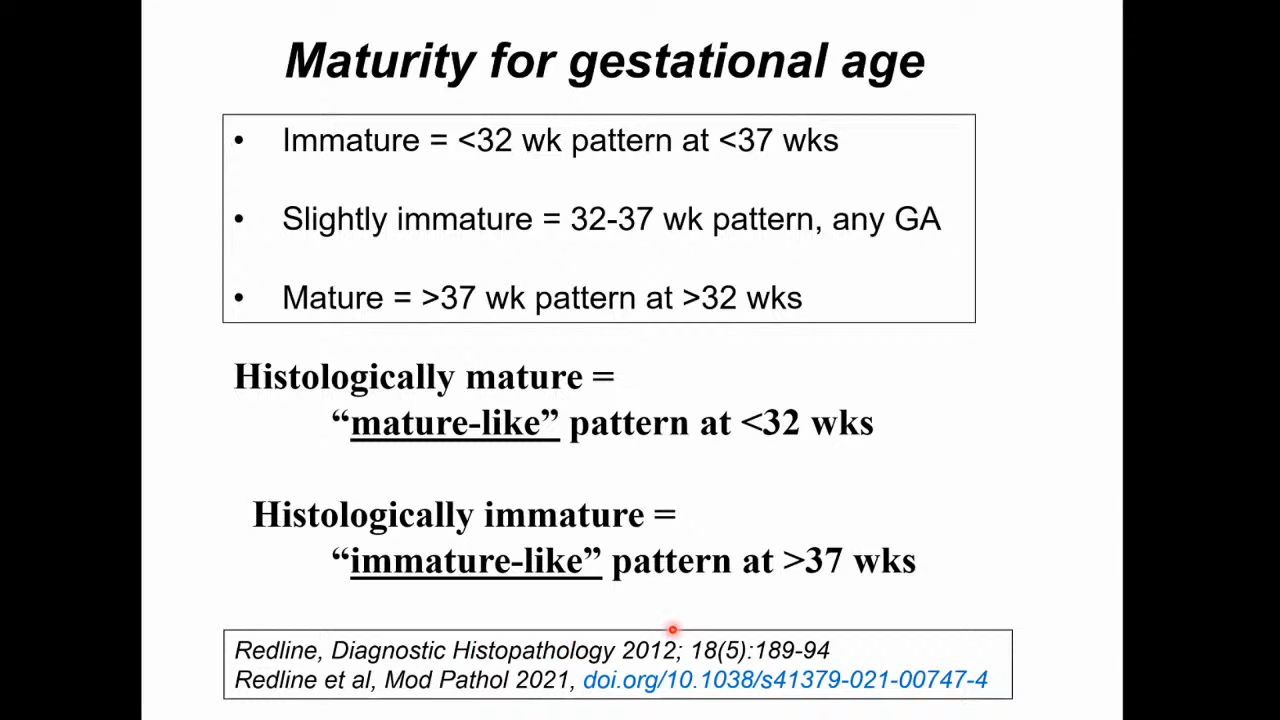 Maturity for gestational age
• Immature = <32 wk pattern at <37 wks
• Slightly immature = 32-37 wk pattern, any GA
• Mature = >37 wk pattern at >32 wks
Histologically mature =
“mature-like” pattern at <32 wks
Histologically immature =
“immature-like” pattern at >37 wks
Redline, Diagnostic Histopathology 2012; 18(5):189-94
Redline et al, Mod Pathol 2021, doi.org/10.1038/s41379-021-00747-4